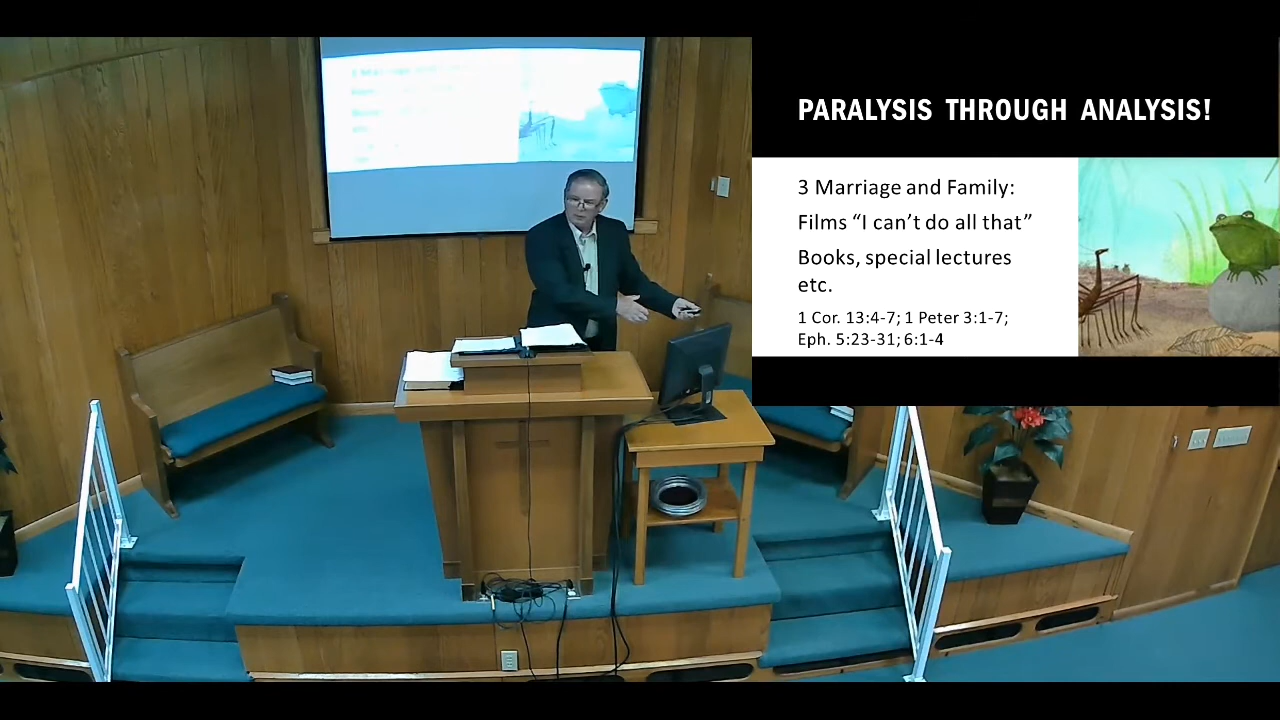 PARALYSIS THROUGH ANALYSIS!
3 Marriage and Family:
Films “I can’t do all that”
Books, special lectures
etc.
1 Cor. 13:4-7; 1 Peter 3:1-7;
Eph. 5:23-31; 6:1-4